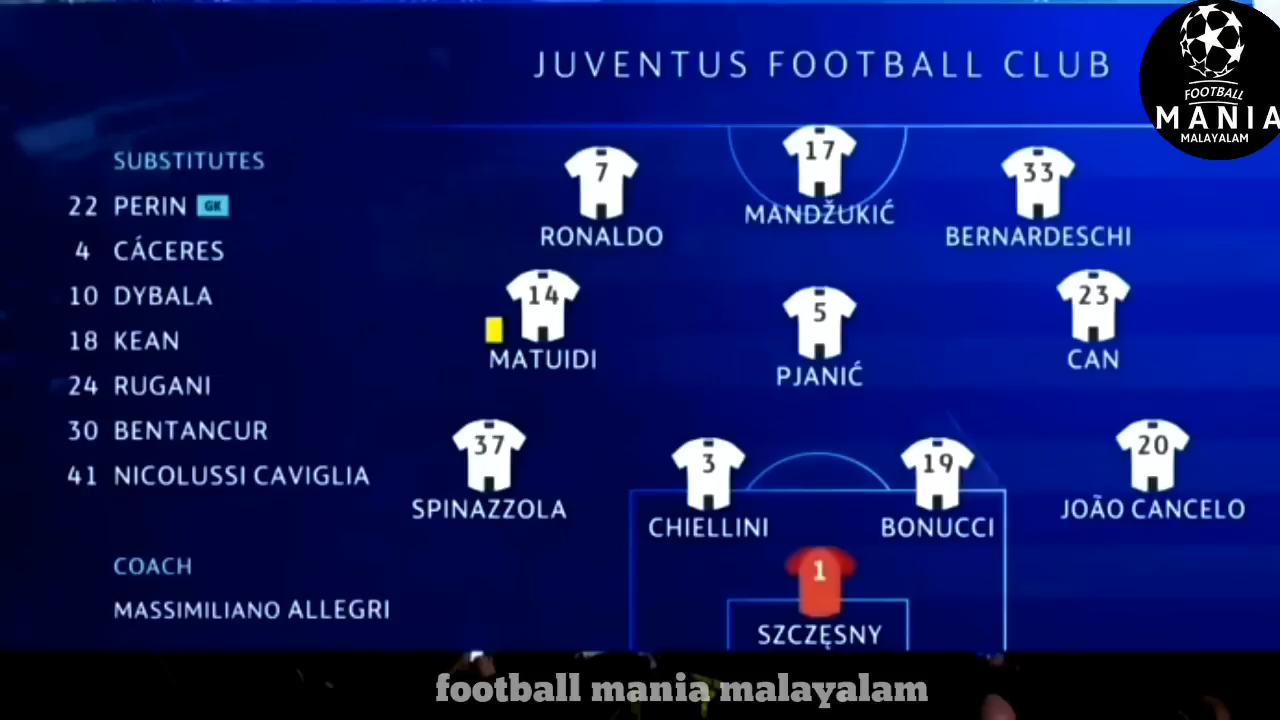 JUVENTUS FOOTBALL CLUB
FOOTBALL
MANIA
MALAYALAM
SUBSTITUTES
22 PERIN GK
4 CÁCERES
10 DYBALA
18 KEAN
24 RUGANI
30 BENTANCUR
41 NICOLUSSI CAVIGLIA
COACH
MASSIMILIANO ALLEGRI
7
RONALDO
17
MANDŽUKIĆ
33
BERNARDESCHI
14
MATUIDI
5
PJANIĆ
23
CAN
37
SPINAZZOLA
3
CHIELLINI
19
BONUCCI
20
JOÃO CANCELO
1
SZCZĘSNY
football mania malayalam